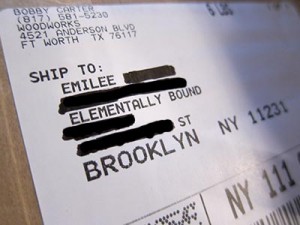 BOBBY CARTER
(817) 581-5230
WOODWORKS
4521 ANDERSON BLVD
FT WORTH TX 76117
5 LBS
SHIP TO:
EMILEE
ELEMENTALLY BOUND
ST
BROOKLYN NY 11231
NY 111